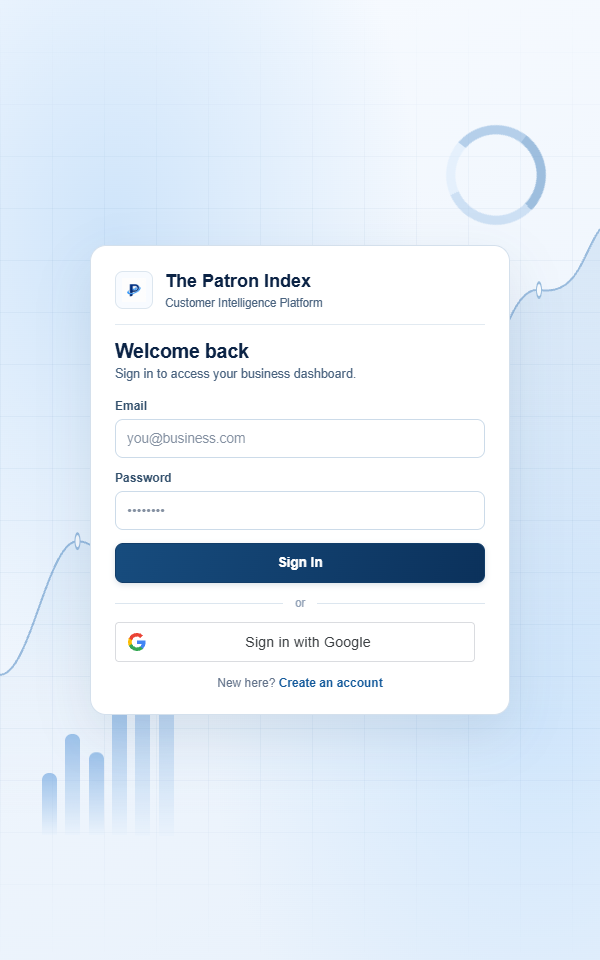 The Patron Index
Customer Intelligence Platform
Welcome back
Sign in to access your business dashboard.
Email
you@business.com
Password
••••••••
Sign In
or
Sign in with Google
New here? Create an account